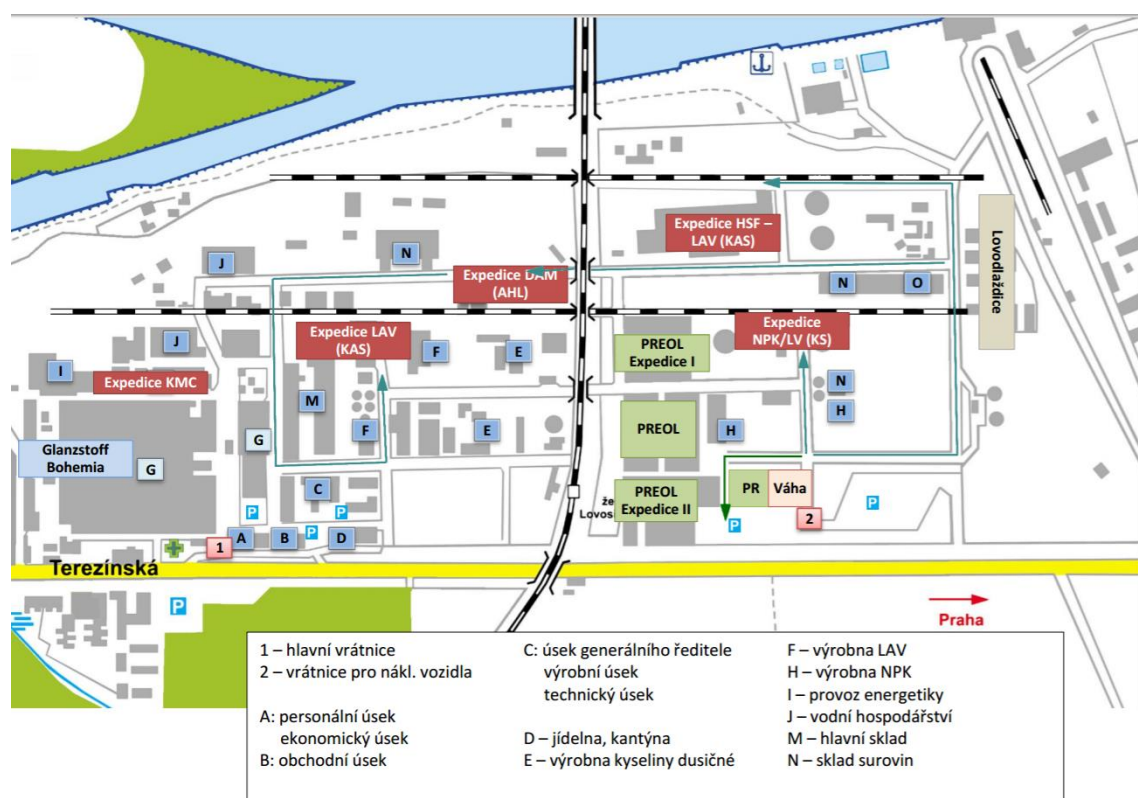 Expedice HSF –
LAV (KAS)
N
J
Expedice DAM
(AHL)
N
O
Lovodlaždice
Expedice LAV
(KAS)
J
F
E
PREOL
Expedice I
Expedice
NPK/LV (KS)
I
Expedice KMC
M
N
H
Glanzstoff
Bohemia
G
G
F
E
PREOL
H
C
PREOL
Expedice II
PR
Váha
že
Lovos
P
P
P
P
P
2
1
A
B
D
Terezínská
P
Praha
1 – hlavní vrátnice
2 – vrátnice pro nákl. vozidla
A: personální úsek
ekonomický úsek
B: obchodní úsek
C: úsek generálního ředitele
výrobní úsek
technický úsek
D – jídelna, kantýna
E – výrobna kyseliny dusičné
F – výrobna LAV
H – výrobna NPK
I – provoz energetiky
J – vodní hospodářství
M – hlavní sklad
N – sklad surovin